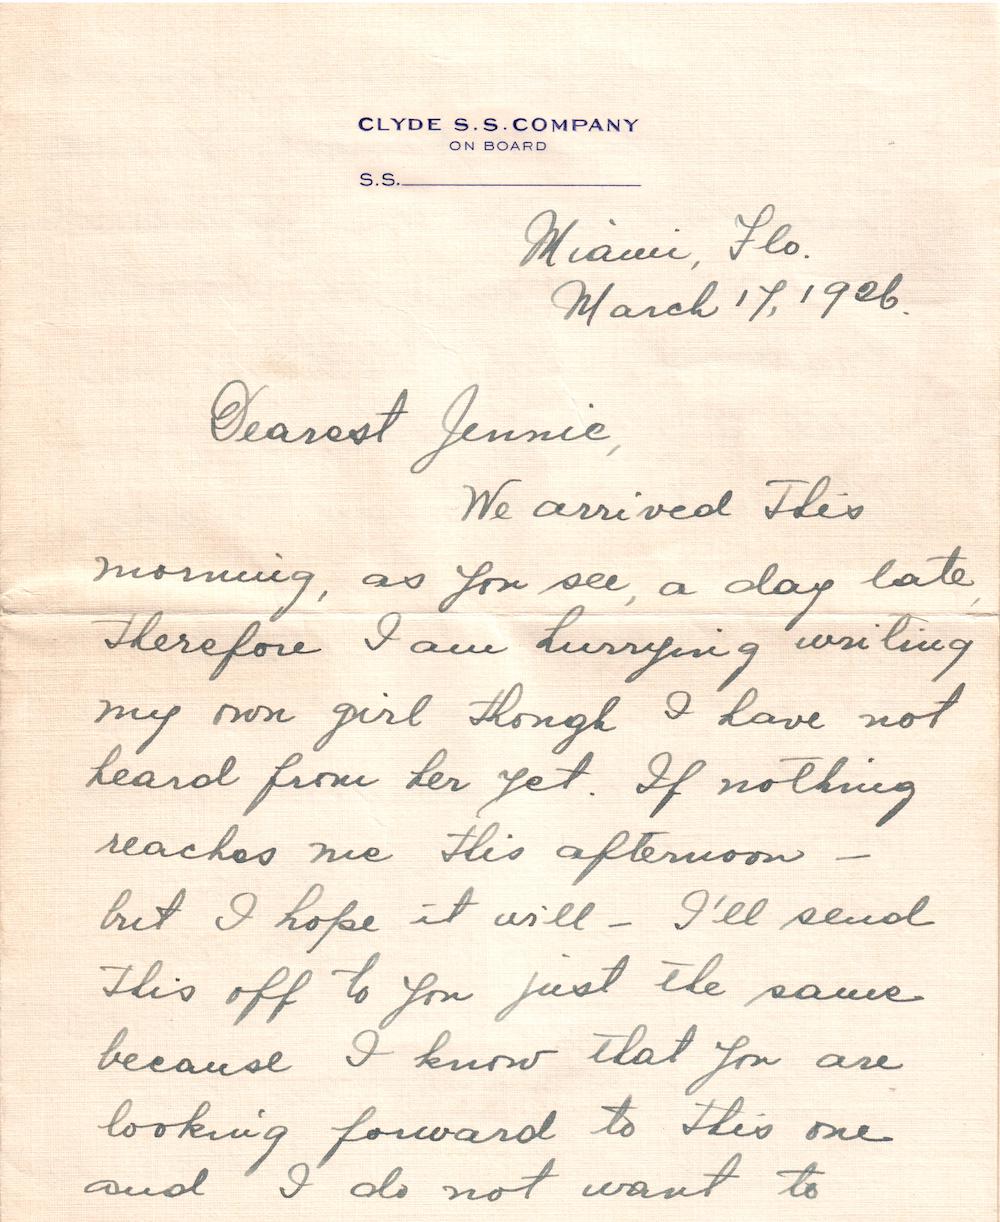 CLYDE S.S. COMPANY
ON BOARD
S.S.
Miami, Flo.
March 17, 1926.
Dearest Jennie,
We arrived this
morning, as you see, a day late,
therefore I am hurrying writing
my own girl though I have not
heard from her yet. If nothing
reaches me this afternoon –
but I hope it will – I'll send
this off to you just the same
because I know that you are
looking forward to this one
and I do not want to